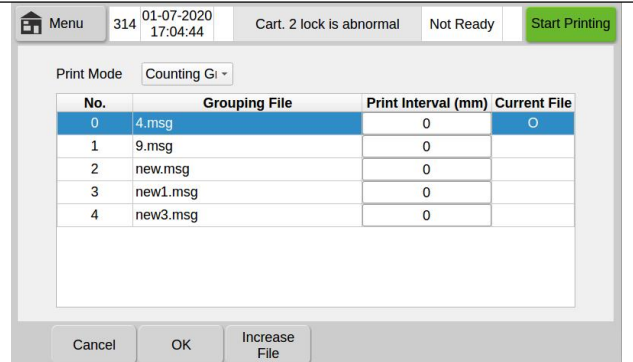 Menu
314
01-07-2020
17:04:44
Cart. 2 lock is abnormal
Not Ready
Start Printing
Print Mode
Counting Gr
No. Grouping File Print Interval (mm) Current File
0 4.msg 0 O
1 9.msg 0
2 new.msg 0
3 new1.msg 0
4 new3.msg 0
Cancel
OK
Increase
File